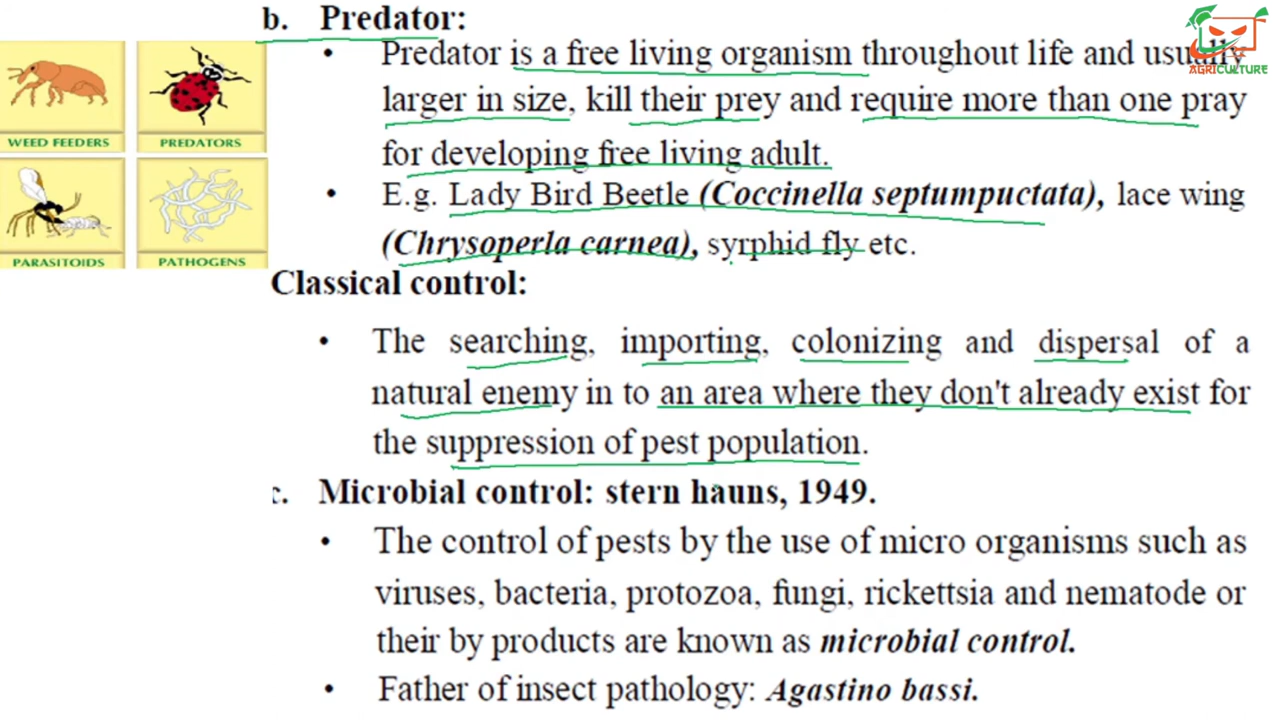 b. Predator:
• Predator is a free living organism throughout life and usually
larger in size, kill their prey and require more than one pray
for developing free living adult.
• E.g. Lady Bird Beetle (Coccinella septumpuctata), lace wing
(Chrysoperla carnea), syrphid fly etc.
WEED FEEDERS
PREDATORS
PARASITOIDS
PATHOGENS
AGRICULTURE
Classical control:
• The searching, importing, colonizing and dispersal of a
natural enemy in to an area where they don't already exist for
the suppression of pest population.
c. Microbial control: stern hauns, 1949.
• The control of pests by the use of micro organisms such as
viruses, bacteria, protozoa, fungi, rickettsia and nematode or
their by products are known as microbial control.
• Father of insect pathology: Agastino bassi.